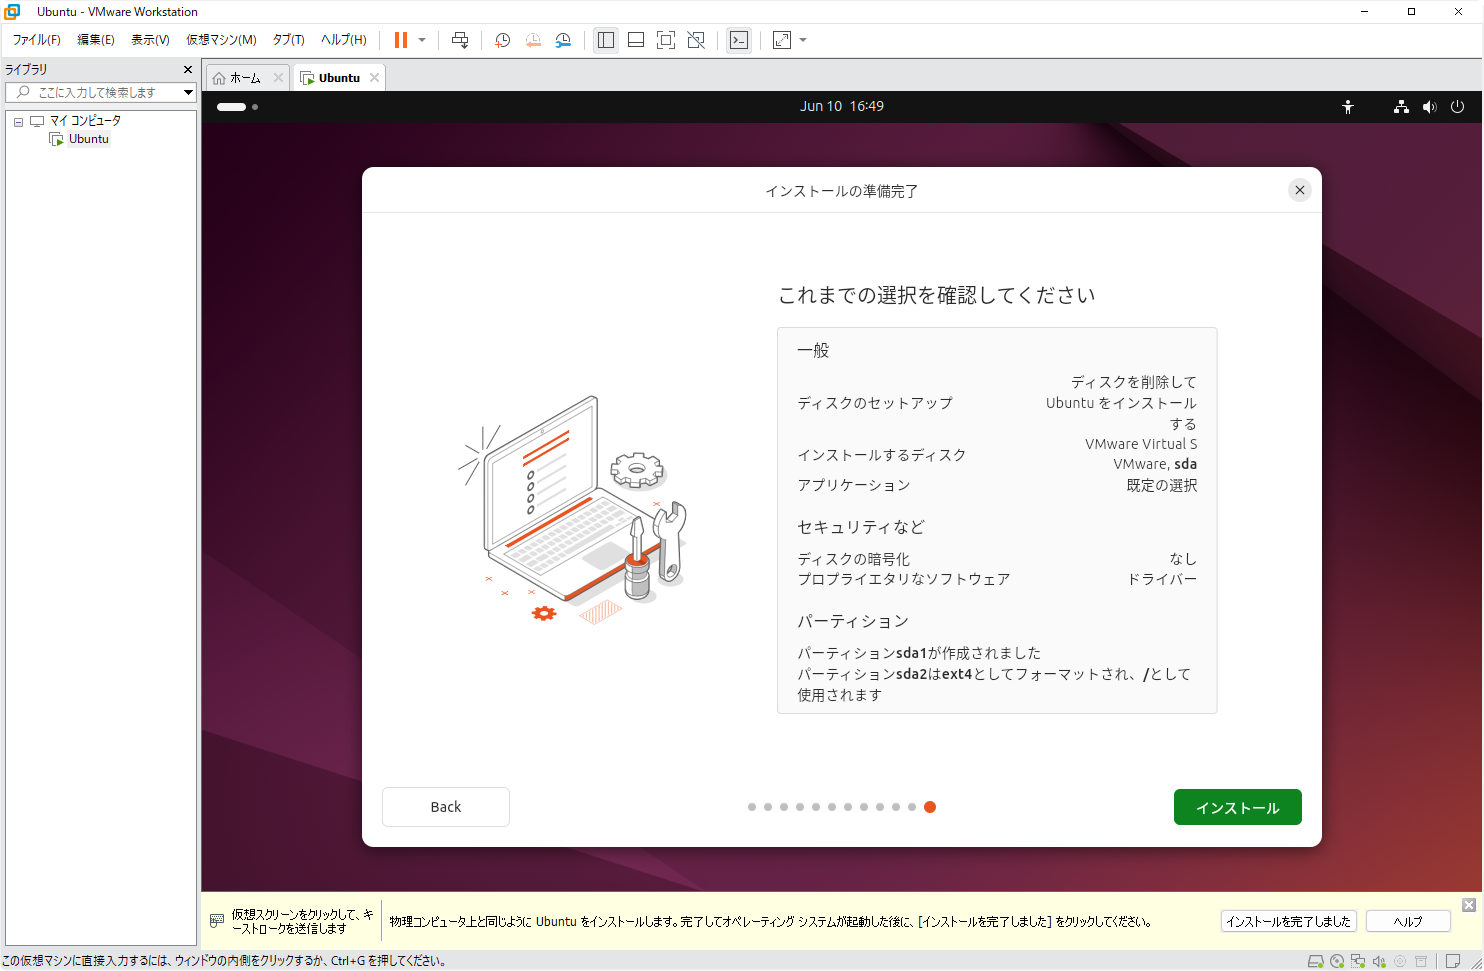 Ubuntu - VMware Workstation
ファイル(F) 編集(E) 表示(V) 仮想マシン(M) タブ(T) ヘルプ(H)
ライブラリ
ホーム
Ubuntu
ここに入力して検索します
マイ コンピュータ
Ubuntu
Jun 10 16:49
インストールの準備完了
これまでの選択を確認してください
一般
ディスクのセットアップ
ディスクを削除して
Ubuntu をインストール
する
インストールするディスク
VMware Virtual S
VMware, sda
アプリケーション 既定の選択
セキュリティなど
ディスクの暗号化 なし
プロプライエタリなソフトウェア ドライバー
パーティション
パーティションsda1が作成されました
パーティションsda2はext4としてフォーマットされ、/として
使用されます
Back
インストール
仮想スクリーンをクリックして、キ
ーストロークを送信します
物理コンピュータ上と同じように Ubuntu をインストールします。完了してオペレーティング システムが起動した後に、[インストールを完了しました] をクリックしてください。
インストールを完了しました
ヘルプ
この仮想マシンに直接入力するには、ウィンドウの内側をクリックするか、Ctrl+G を押してください。